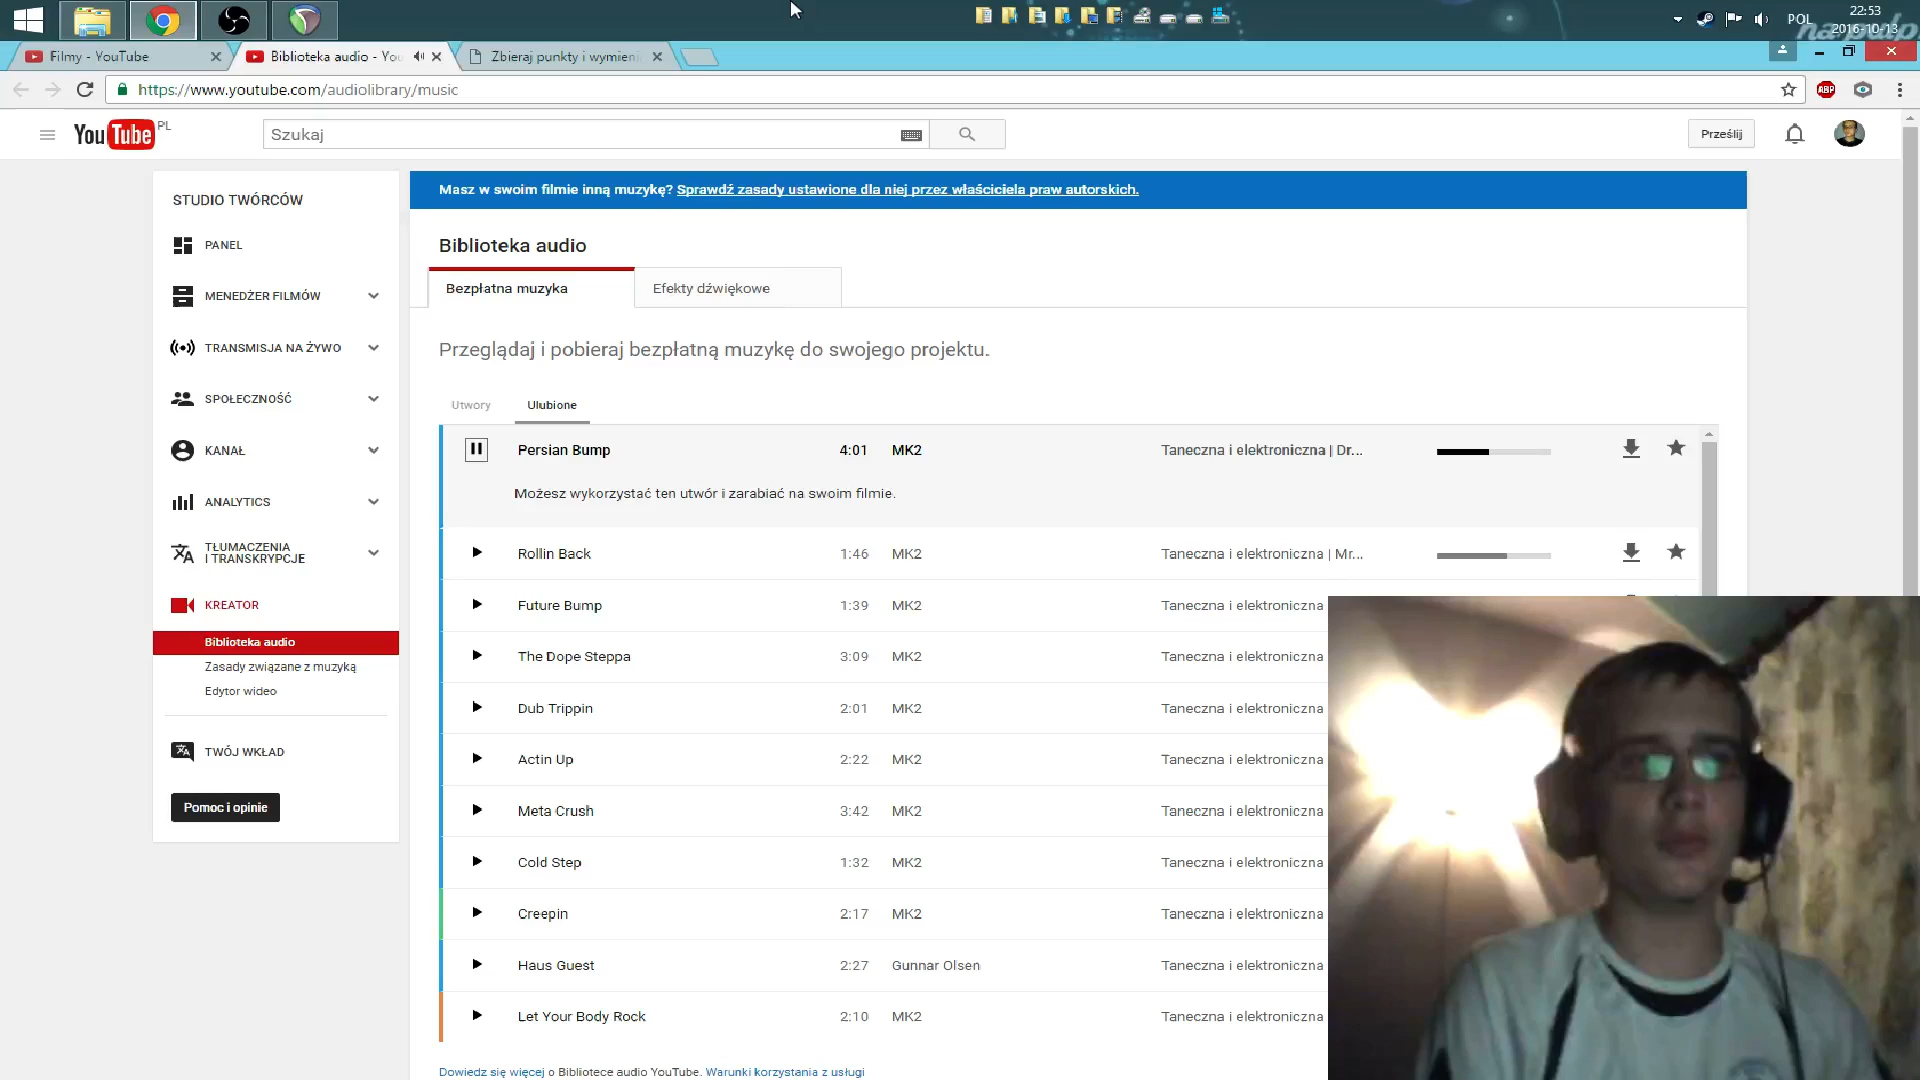 POL
22:53
2016-10-13
Filmy - YouTube
Biblioteka audio - You
Zbieraj punkty i wymieni
https://www.youtube.com/audiolibrary/music
ABP
YouTube PL
Szukaj
Prześlij
STUDIO TWÓRCÓW
PANEL
MENEDŻER FILMÓW
TRANSMISJA NA ŻYWO
SPOŁECZNOŚĆ
KANAŁ
ANALYTICS
TŁUMACZENIA
I TRANSKRYPCJE
KREATOR
Biblioteka audio
Zasady związane z muzyką
Edytor wideo
TWÓJ WKŁAD
Pomoc i opinie
Masz w swoim filmie inną muzykę? Sprawdź zasady ustawione dla niej przez właściciela praw autorskich.
Biblioteka audio
Bezpłatna muzyka
Efekty dźwiękowe
Przeglądaj i pobieraj bezpłatną muzykę do swojego projektu.
Utwory
Ulubione
Persian Bump 4:01 MK2 Taneczna i elektroniczna | Dr...
Możesz wykorzystać ten utwór i zarabiać na swoim filmie.
Rollin Back 1:46 MK2 Taneczna i elektroniczna | Mr...
Future Bump 1:39 MK2 Taneczna i elektroniczna
The Dope Steppa 3:09 MK2 Taneczna i elektroniczna
Dub Trippin 2:01 MK2 Taneczna i elektroniczna
Actin Up 2:22 MK2 Taneczna i elektroniczna
Meta Crush 3:42 MK2 Taneczna i elektroniczna
Cold Step 1:32 MK2 Taneczna i elektroniczna
Creepin 2:17 MK2 Taneczna i elektroniczna
Haus Guest 2:27 Gunnar Olsen Taneczna i elektroniczna
Let Your Body Rock 2:10 MK2 Taneczna i elektroniczna
Dowiedz się więcej o Bibliotece audio YouTube. Warunki korzystania z usługi